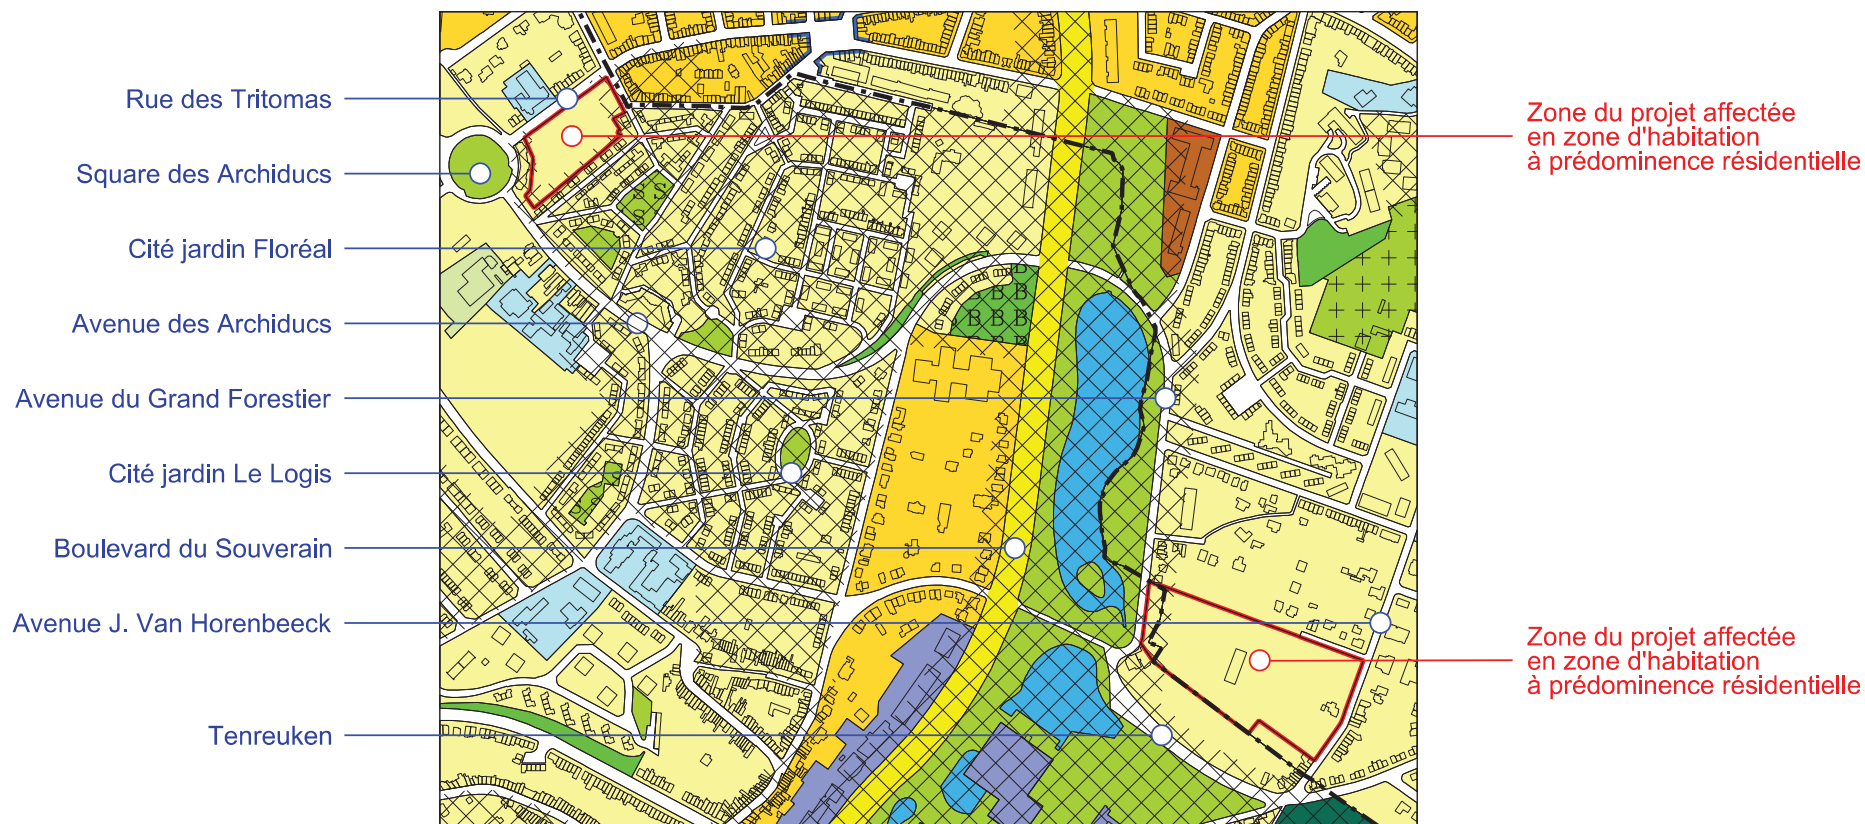 Rue des Tritomas
Square des Archiducs
Cité jardin Floréal
Avenue des Archiducs
Avenue du Grand Forestier
Cité jardin Le Logis
Boulevard du Souverain
Avenue J. Van Horenbeeck
Tenreuken
Zone du projet affectée
en zone d'habitation
à prédominence résidentielle
Zone du projet affectée
en zone d'habitation
à prédominence résidentielle
S S
S S
B
B B B
B B B